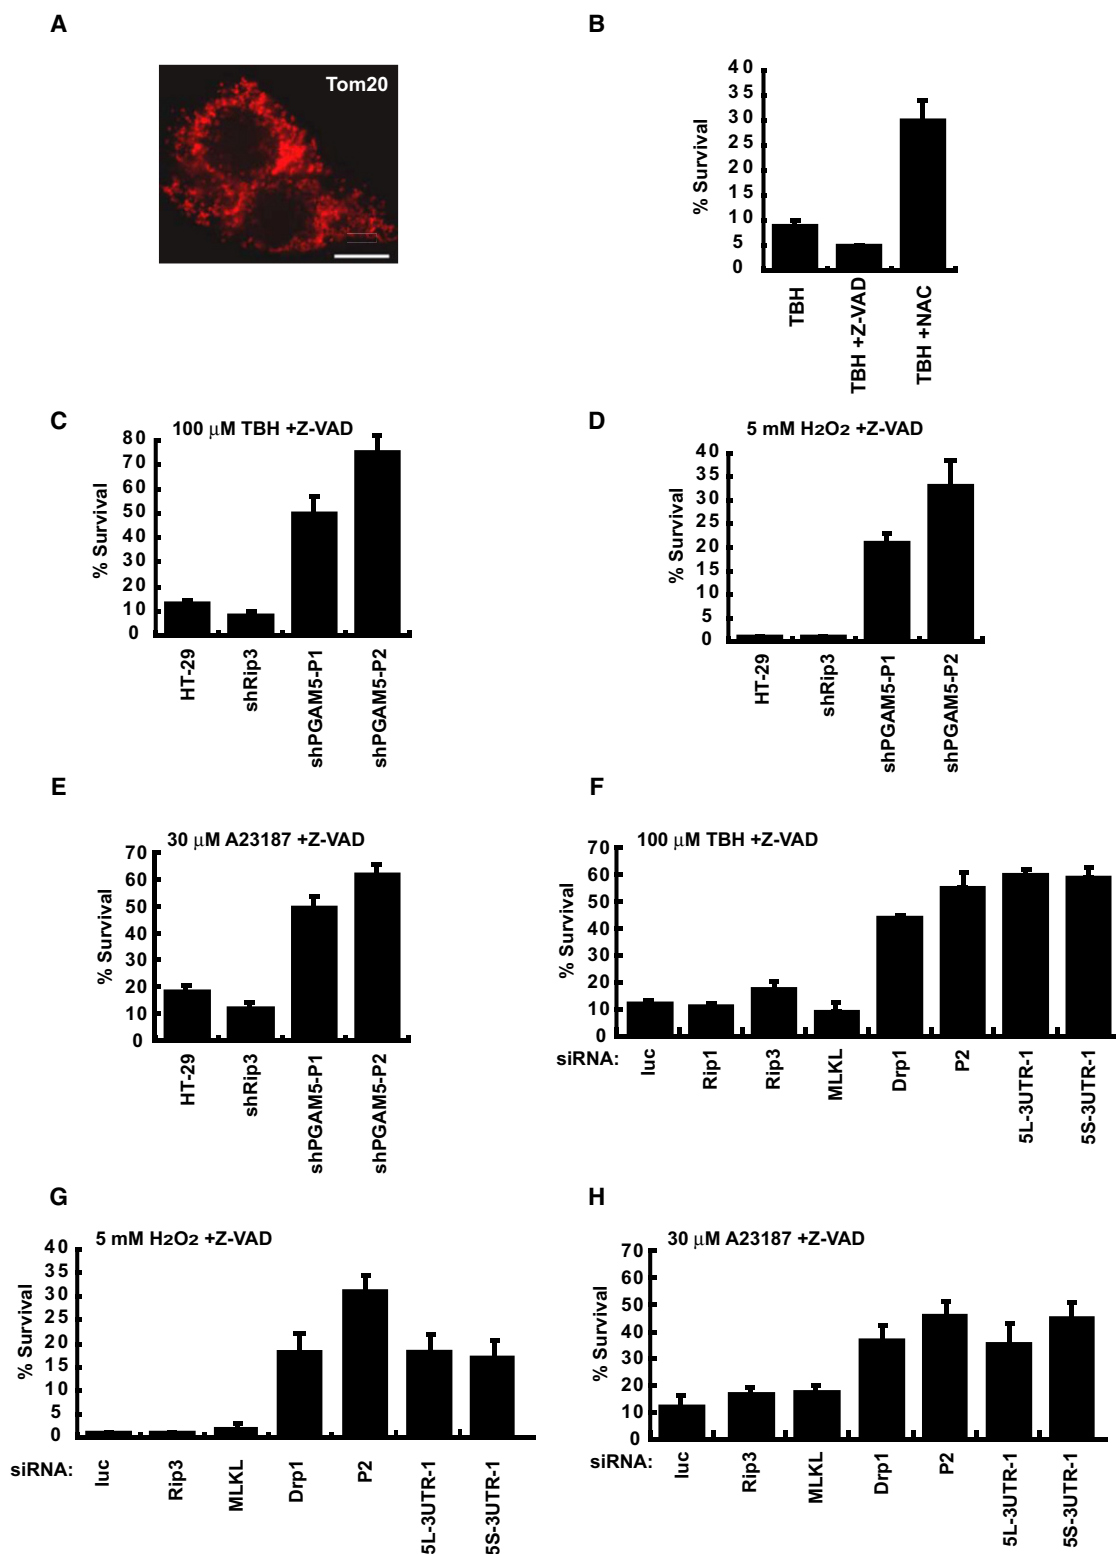 A
Tom20
B
% Survival
40
35
30
25
20
15
10
5
0
TBH
TBH +Z-VAD
TBH +NAC
C
100 μM TBH +Z-VAD
% Survival
80
70
60
50
40
30
20
10
0
HT-29
shRip3
shPGAM5-P1
shPGAM5-P2
D
5 mM H2O2 +Z-VAD
% Survival
40
35
30
25
20
15
10
5
0
HT-29
shRip3
shPGAM5-P1
shPGAM5-P2
E
30 μM A23187 +Z-VAD
% Survival
70
60
50
40
30
20
10
0
HT-29
shRip3
shPGAM5-P1
shPGAM5-P2
F
100 μM TBH +Z-VAD
% Survival
70
60
50
40
30
20
10
0
siRNA:
luc
Rip1
Rip3
MLKL
Drp1
P2
5L-3UTR-1
5S-3UTR-1
G
5 mM H2O2 +Z-VAD
% Survival
40
35
30
25
20
15
10
5
0
siRNA:
luc
Rip3
MLKL
Drp1
P2
5L-3UTR-1
5S-3UTR-1
H
30 μM A23187 +Z-VAD
% Survival
70
60
50
40
30
20
10
0
siRNA:
luc
Rip3
MLKL
Drp1
P2
5L-3UTR-1
5S-3UTR-1